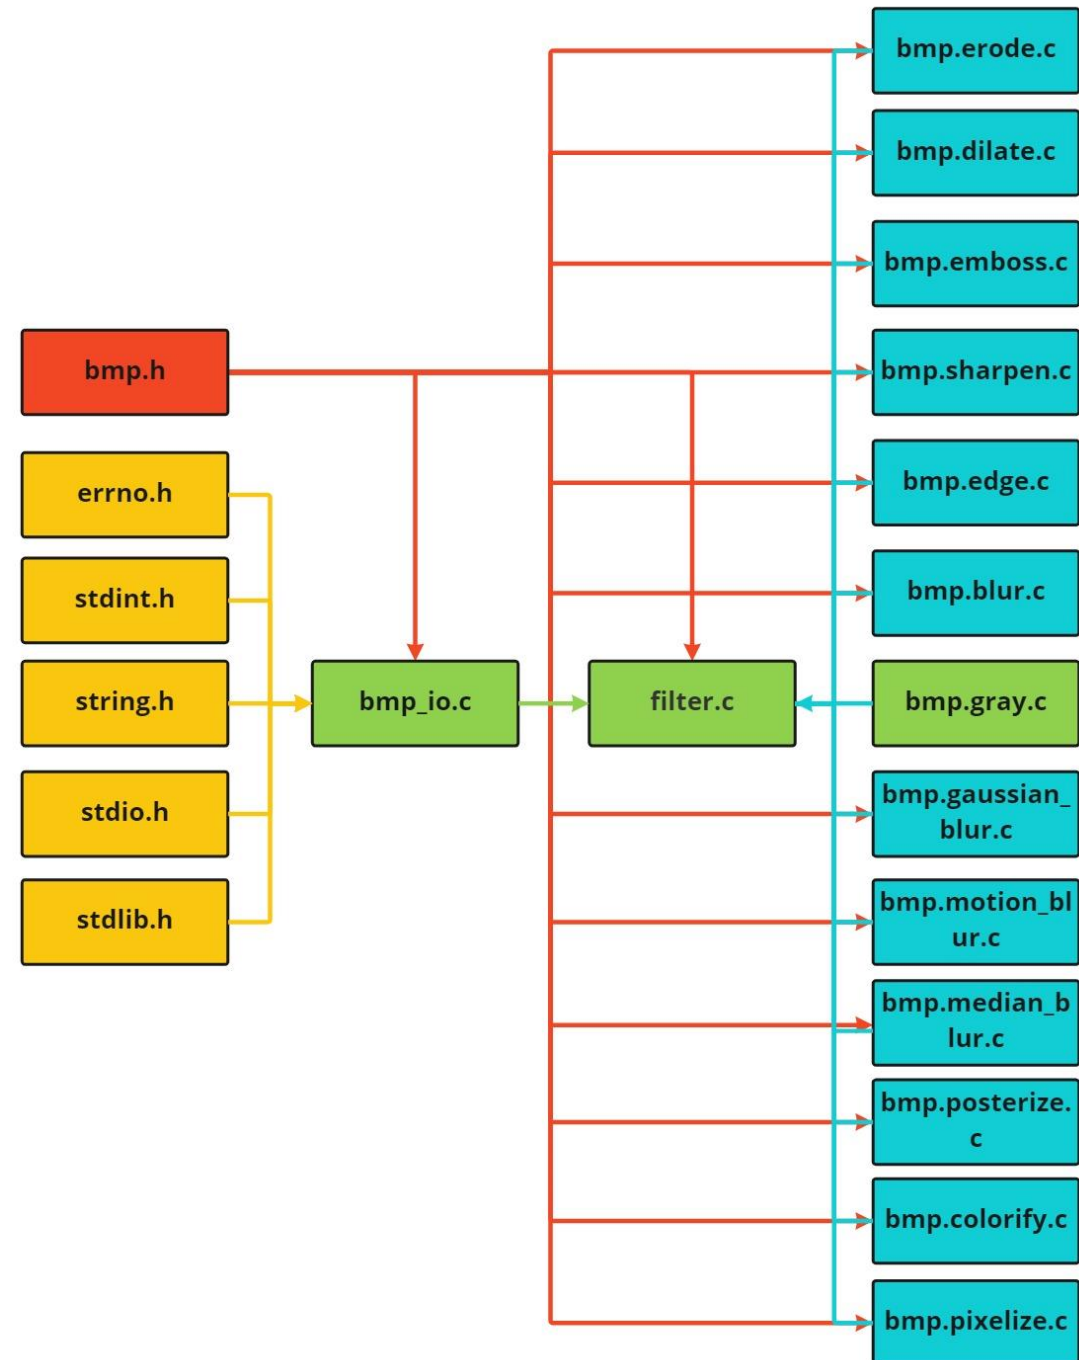 bmp.erode.c
bmp.dilate.c
bmp.emboss.c
bmp.h
bmp.sharpen.c
errno.h
bmp.edge.c
stdint.h
bmp.blur.c
string.h
bmp_io.c
filter.c
bmp.gray.c
stdio.h
bmp.gaussian_
blur.c
stdlib.h
bmp.motion_bl
ur.c
bmp.median_b
lur.c
bmp.posterize.
c
bmp.colorify.c
bmp.pixelize.c